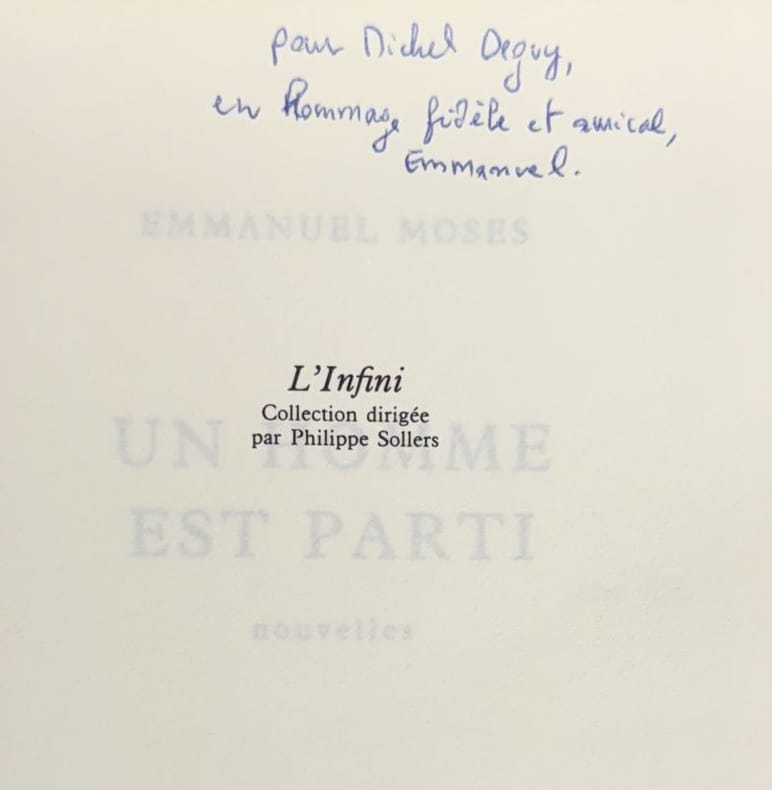 pour Michel Deguy,
en hommage fidèle et amical,
Emmanuel.
EMMANUEL MOSES
L'Infini
Collection dirigée
par Philippe Sollers
UN HOMME
EST PARTI
nouvelles